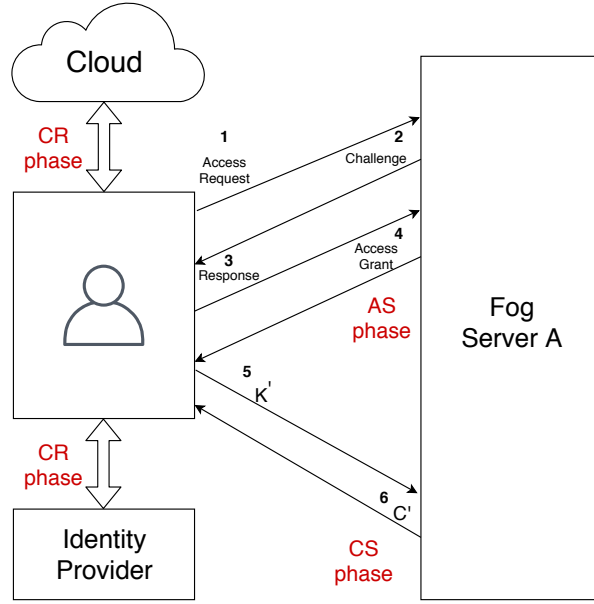 Cloud
CR
phase
1
Access
Request
2
Challenge
3
Response
4
Access
Grant
AS
phase
Fog
Server A
5
K'
CR
phase
6
C'
CS
phase
Identity
Provider